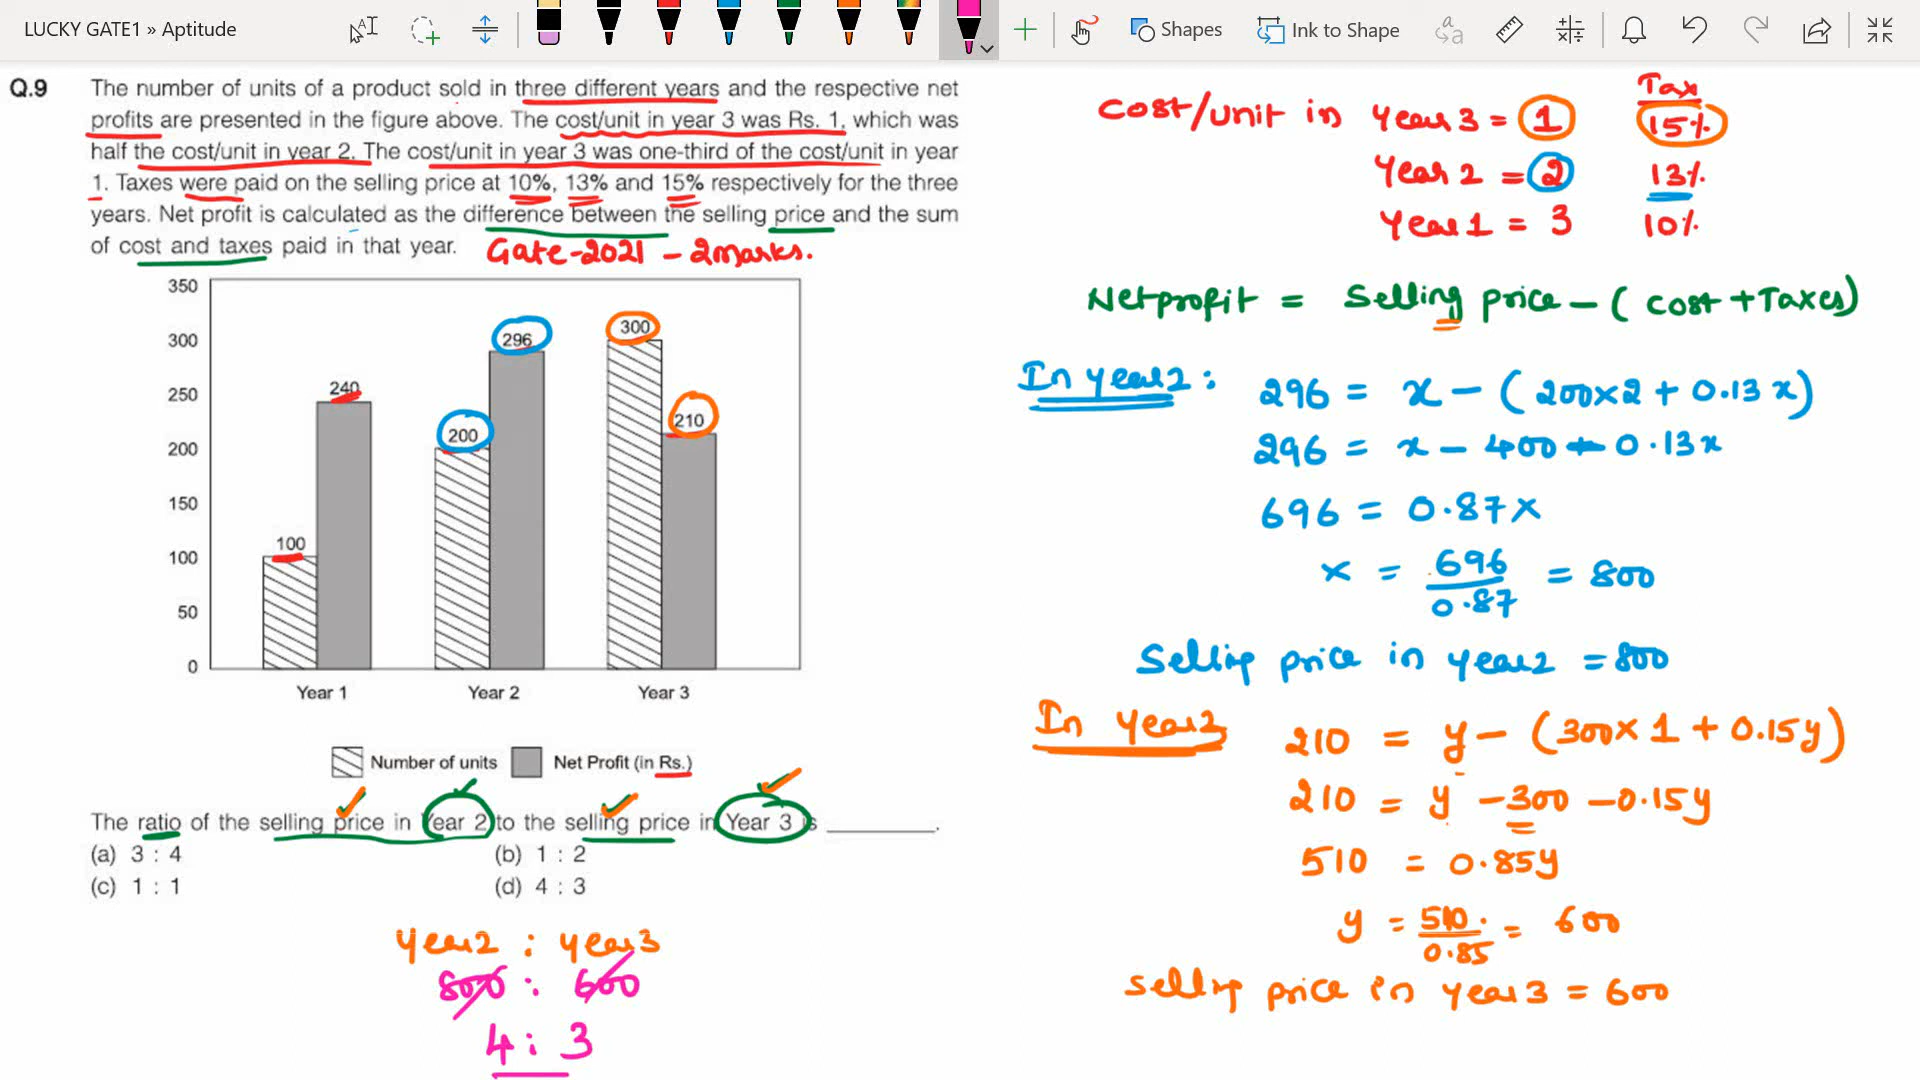 LUCKY GATE1 » Aptitude
Shapes
Ink to Shape
Q.9 The number of units of a product sold in three different years and the respective net
profits are presented in the figure above. The cost/unit in year 3 was Rs. 1, which was
half the cost/unit in year 2. The cost/unit in year 3 was one-third of the cost/unit in year
1. Taxes were paid on the selling price at 10%, 13% and 15% respectively for the three
years. Net profit is calculated as the difference between the selling price and the sum
of cost and taxes paid in that year.
Gate-2021 - 2marks.
350
300
250
200
150
100
50
0
100
240
200
296
300
210
Year 1
Year 2
Year 3
Number of units
Net Profit (in Rs.)
The ratio of the selling price in Year 2 to the selling price in Year 3 is ________.
(a) 3 : 4
(b) 1 : 2
(c) 1 : 1
(d) 4 : 3
Year2 : Year3
800 : 600
4 : 3
Tax
Cost/unit in Year 3 = 1 15%
Year 2 = 2 13%
Year 1 = 3 10%
Netprofit = Selling price - (Cost + Taxes)
In year2 : 296 = x - (200x2 + 0.13x)
296 = x - 400 - 0.13x
696 = 0.87x
x = 696/0.87 = 800
Selling price in year2 = 800
In year3 210 = y - (300x1 + 0.15y)
210 = y - 300 - 0.15y
510 = 0.85y
y = 510/0.85 = 600
Selling price in year3 = 600